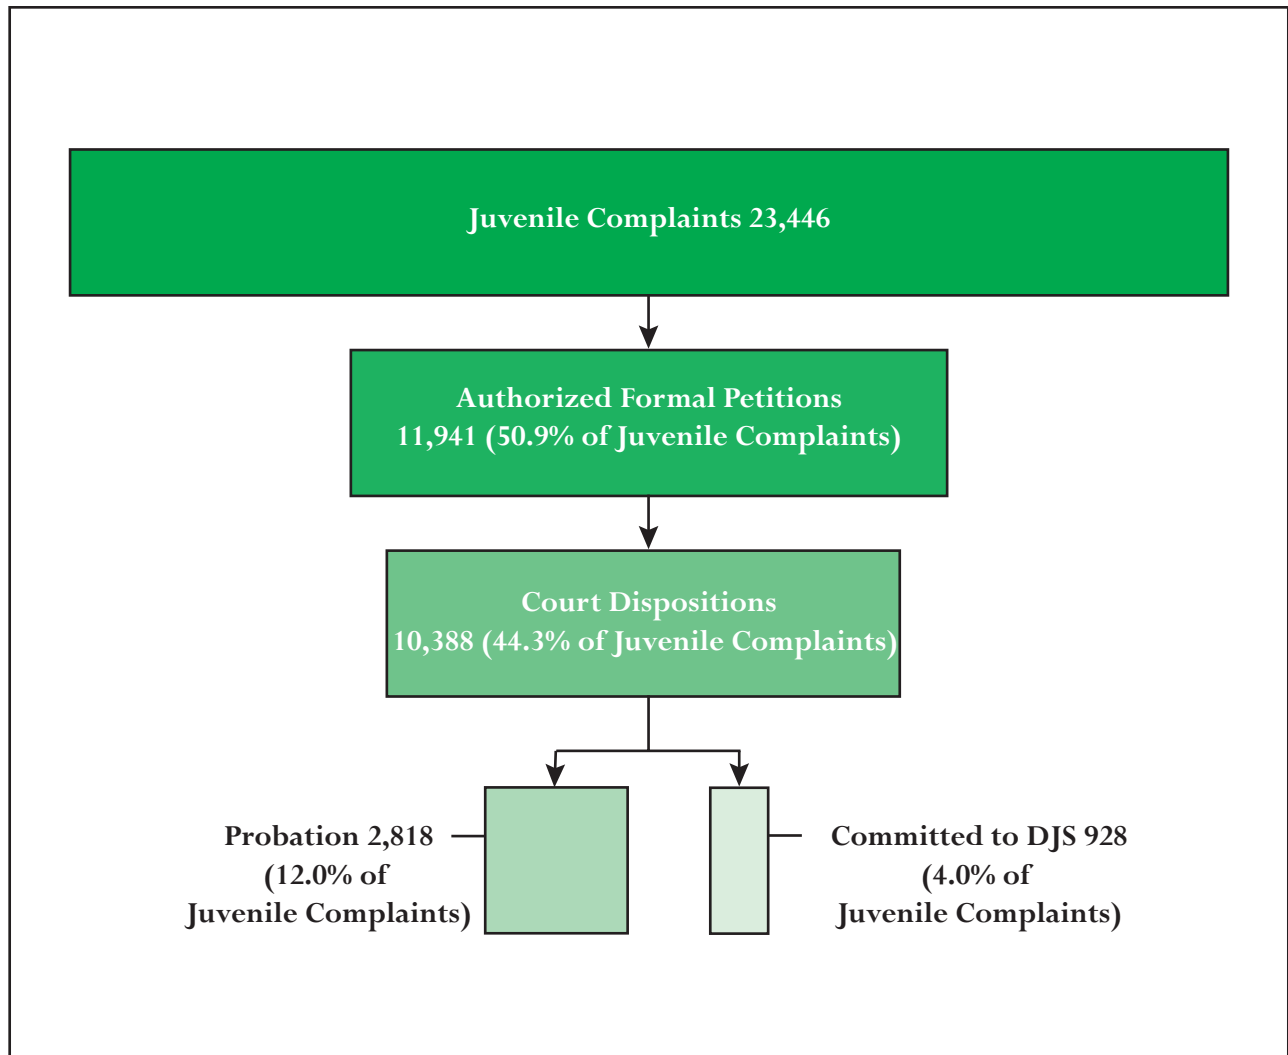 Juvenile Complaints 23,446
Authorized Formal Petitions
11,941 (50.9% of Juvenile Complaints)
Court Dispositions
10,388 (44.3% of Juvenile Complaints)
Probation 2,818
(12.0% of
Juvenile Complaints)
Committed to DJS 928
(4.0% of
Juvenile Complaints)